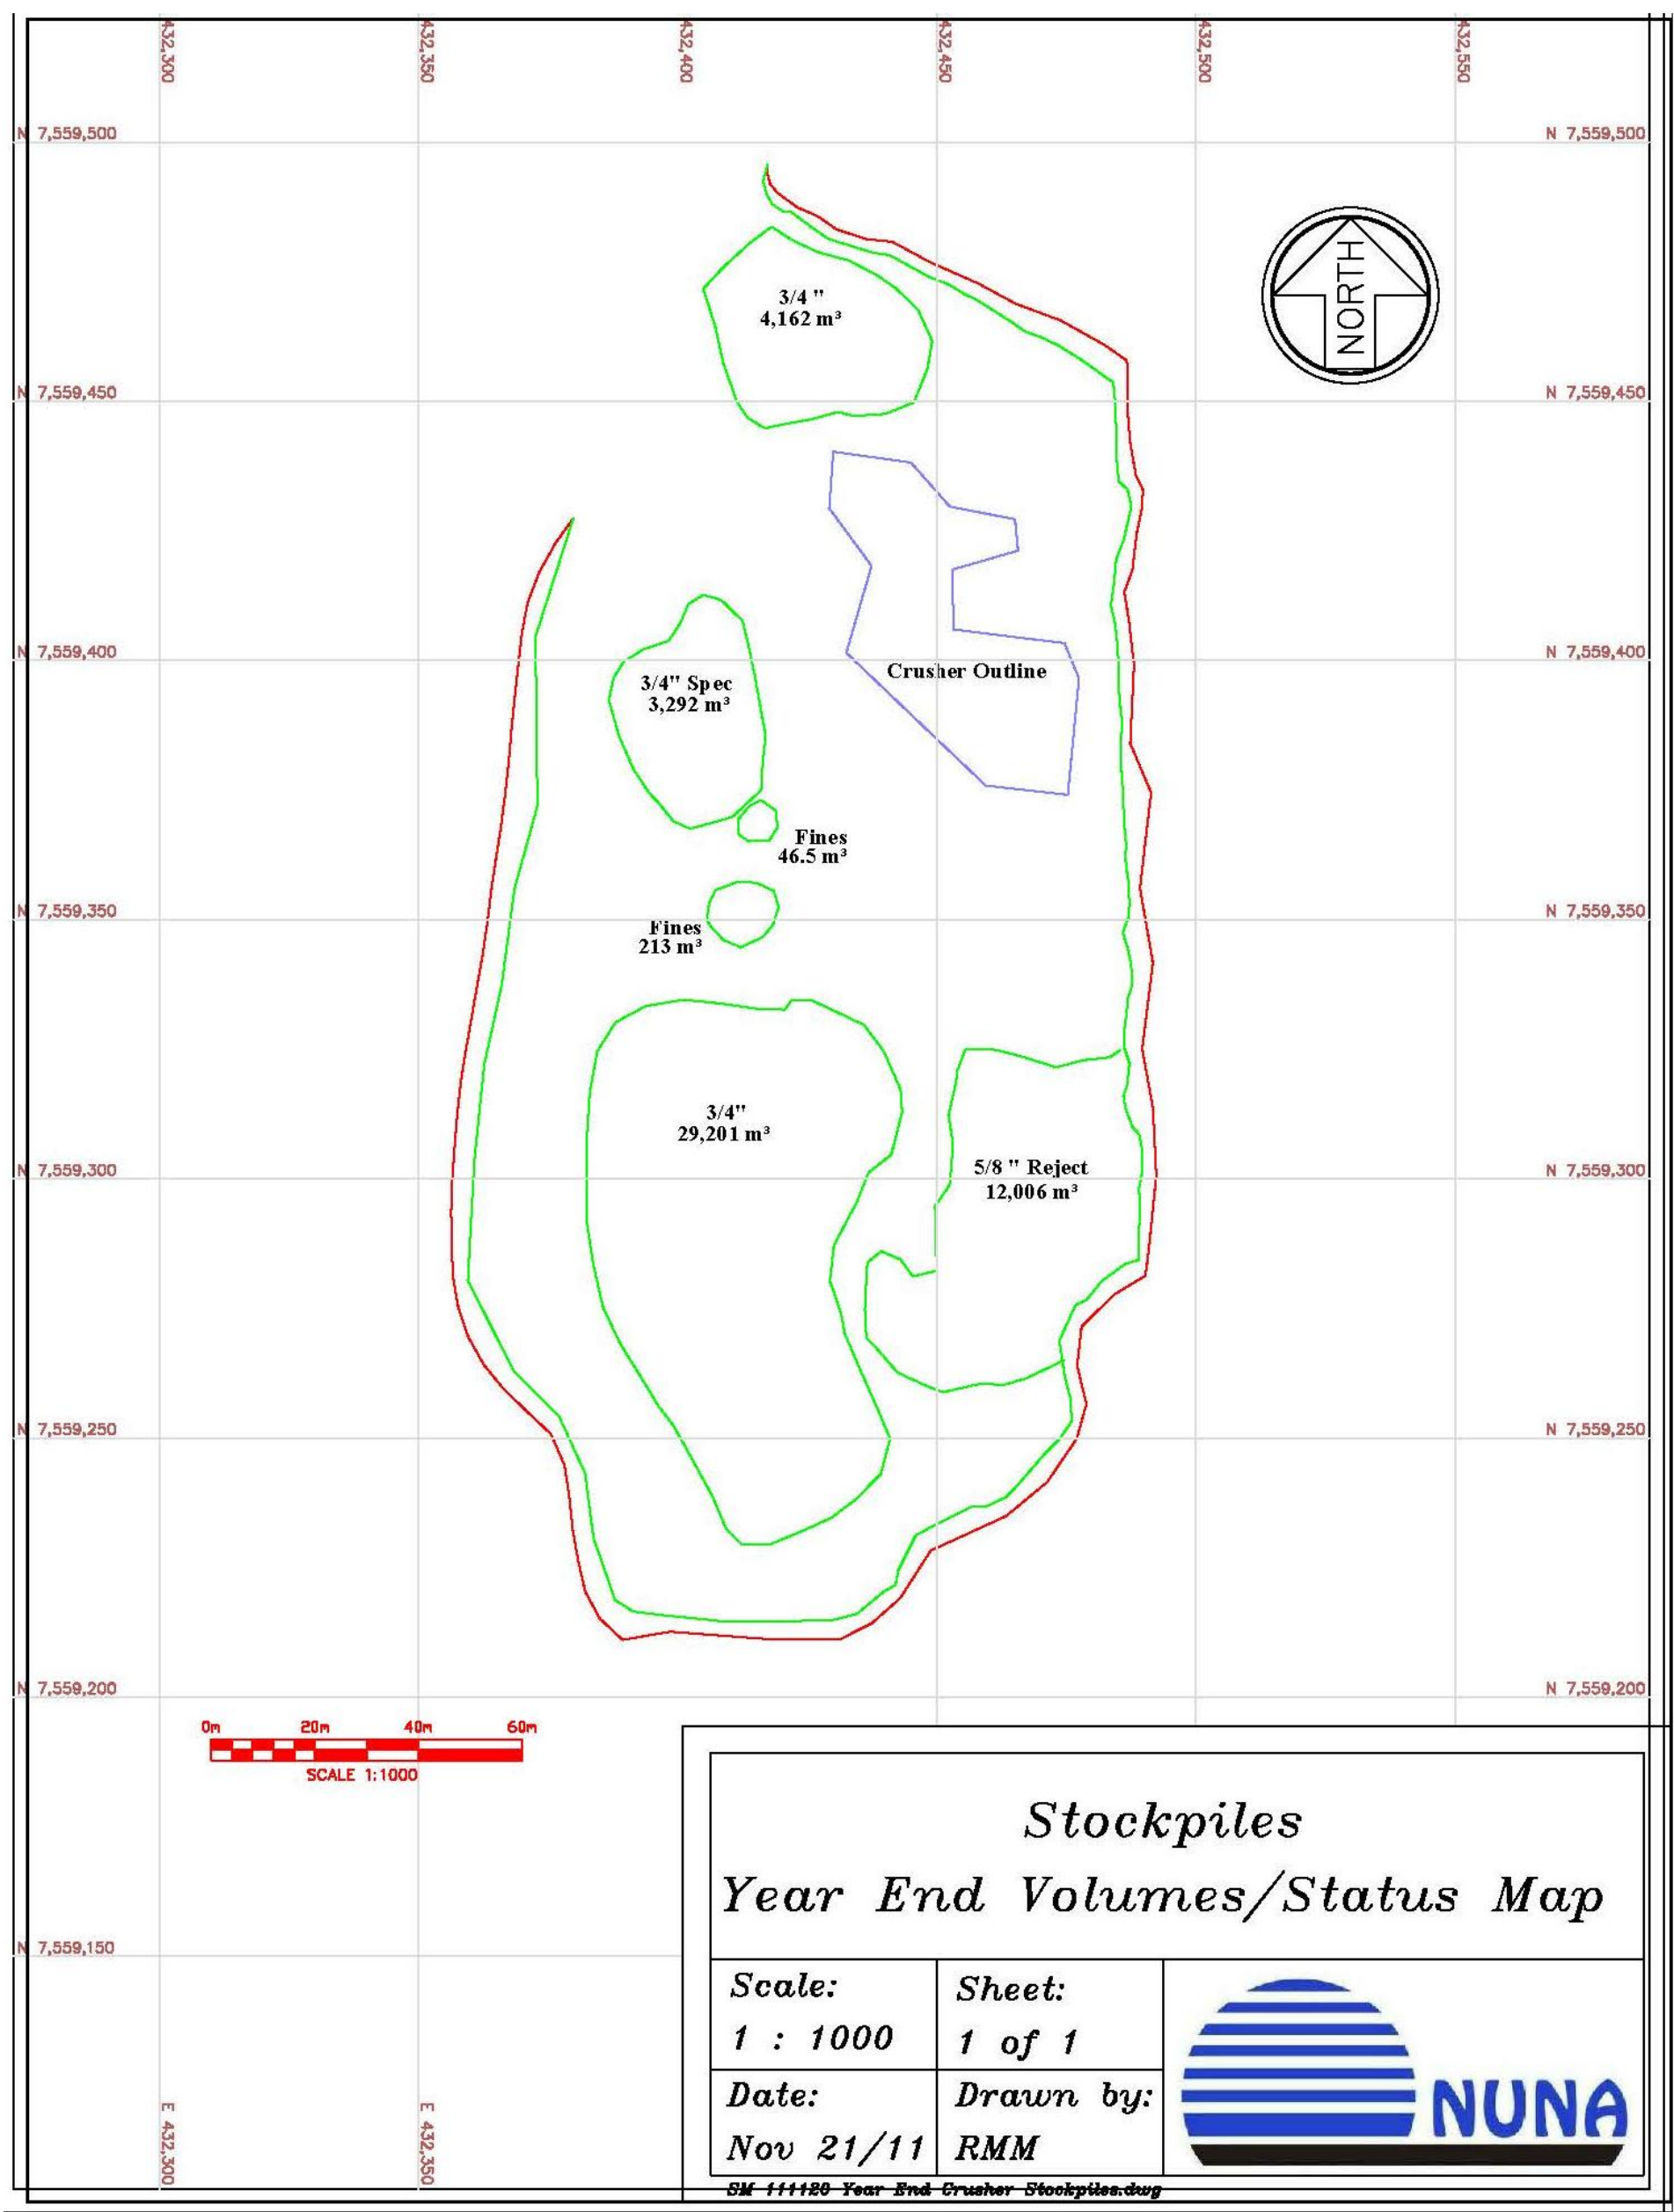 432,300
432,350
432,400
432,450
432,500
432,550
N 7,559,500
N 7,559,500
NORTH
3/4 "
4,162 m³
N 7,559,450
N 7,559,450
N 7,559,400
N 7,559,400
Crusher Outline
3/4" Spec
3,292 m³
Fines
46.5 m³
N 7,559,350
N 7,559,350
Fines
213 m³
3/4"
29,201 m³
N 7,559,300
N 7,559,300
5/8 " Reject
12,006 m³
N 7,559,250
N 7,559,250
N 7,559,200
N 7,559,200
0m 20m 40m 60m
SCALE 1:1000
Stockpiles
Year End Volumes/Status Map
N 7,559,150
Scale:
1 : 1000
Sheet:
1 of 1
Date:
Nov 21/11
Drawn by:
RMM
NUNA
E 432,300
E 432,350
SM 111120 Year End Crusher Stockpiles.dwg